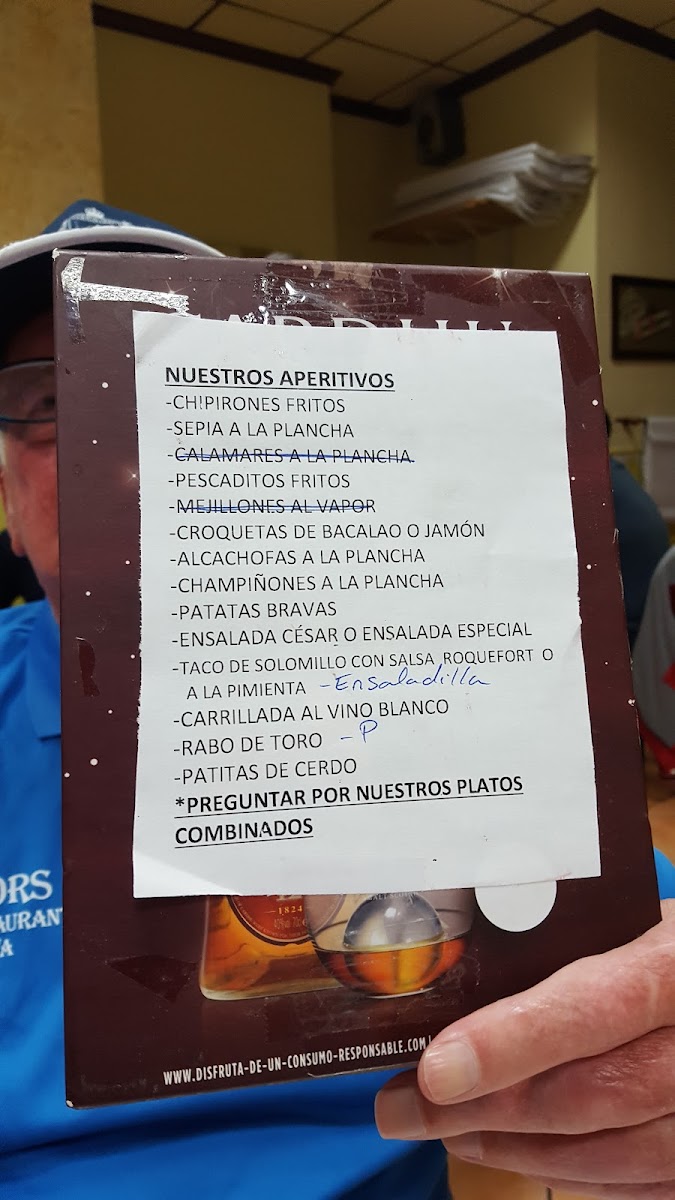 NUESTROS APERITIVOS
-CH!PIRONES FRITOS
-SEPIA A LA PLANCHA
-CALAMARES A LA PLANCHA
-PESCADITOS FRITOS
-MEJILLONES AL VAPOR
-CROQUETAS DE BACALAO O JAMÓN
-ALCACHOFAS A LA PLANCHA
-CHAMPIÑONES A LA PLANCHA
-PATATAS BRAVAS
-ENSALADA CÉSAR O ENSALADA ESPECIAL
-TACO DE SOLOMILLO CON SALSA ROQUEFORT O
A LA PIMIENTA -Ensaladilla
-CARRILLADA AL VINO BLANCO
-RABO DE TORO -P
-PATITAS DE CERDO
*PREGUNTAR POR NUESTROS PLATOS
COMBINADOS
-1824-
WWW.DISFRUTA-DE-UN-CONSUMO-RESPONSABLE.COM